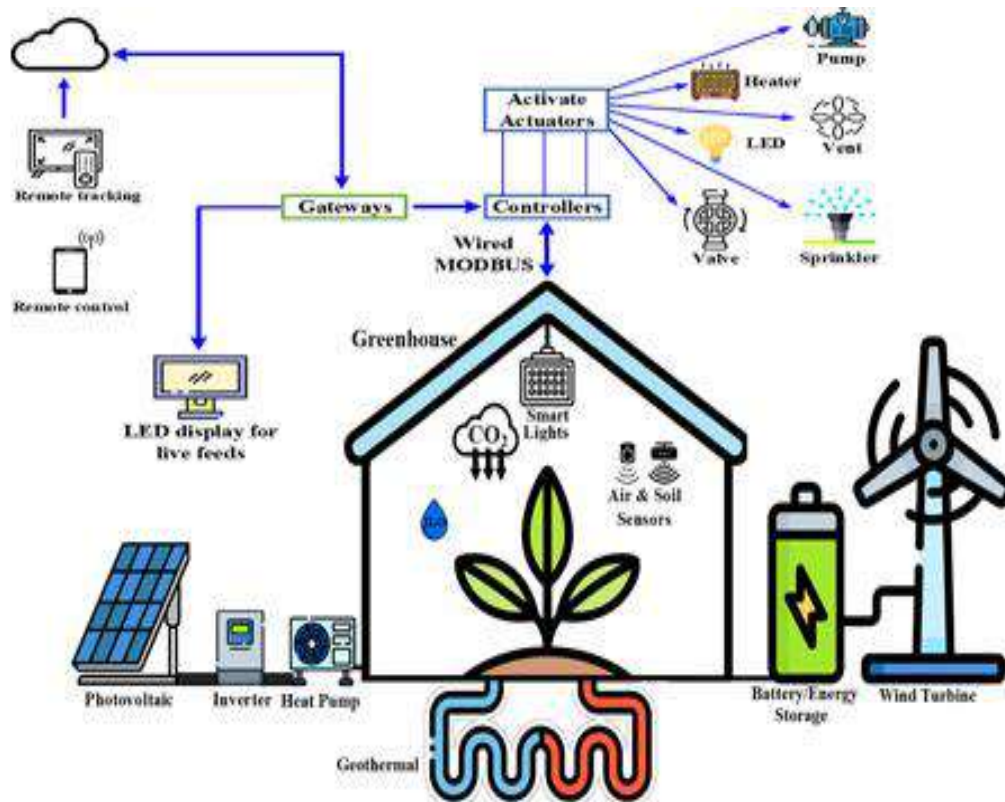 Pump
Heater
Activate
Actuators
LED
Vent
Remote tracking
Gateways
Controllers
Wired
MODBUS
Valve
Sprinkler
Remote control
Greenhouse
Smart
Lights
CO₂
LED display for
live feeds
Air & Soil
Sensors
H₂O
Photovoltaic
Inverter
Heat Pump
Battery/Energy
Storage
Wind Turbine
Geothermal